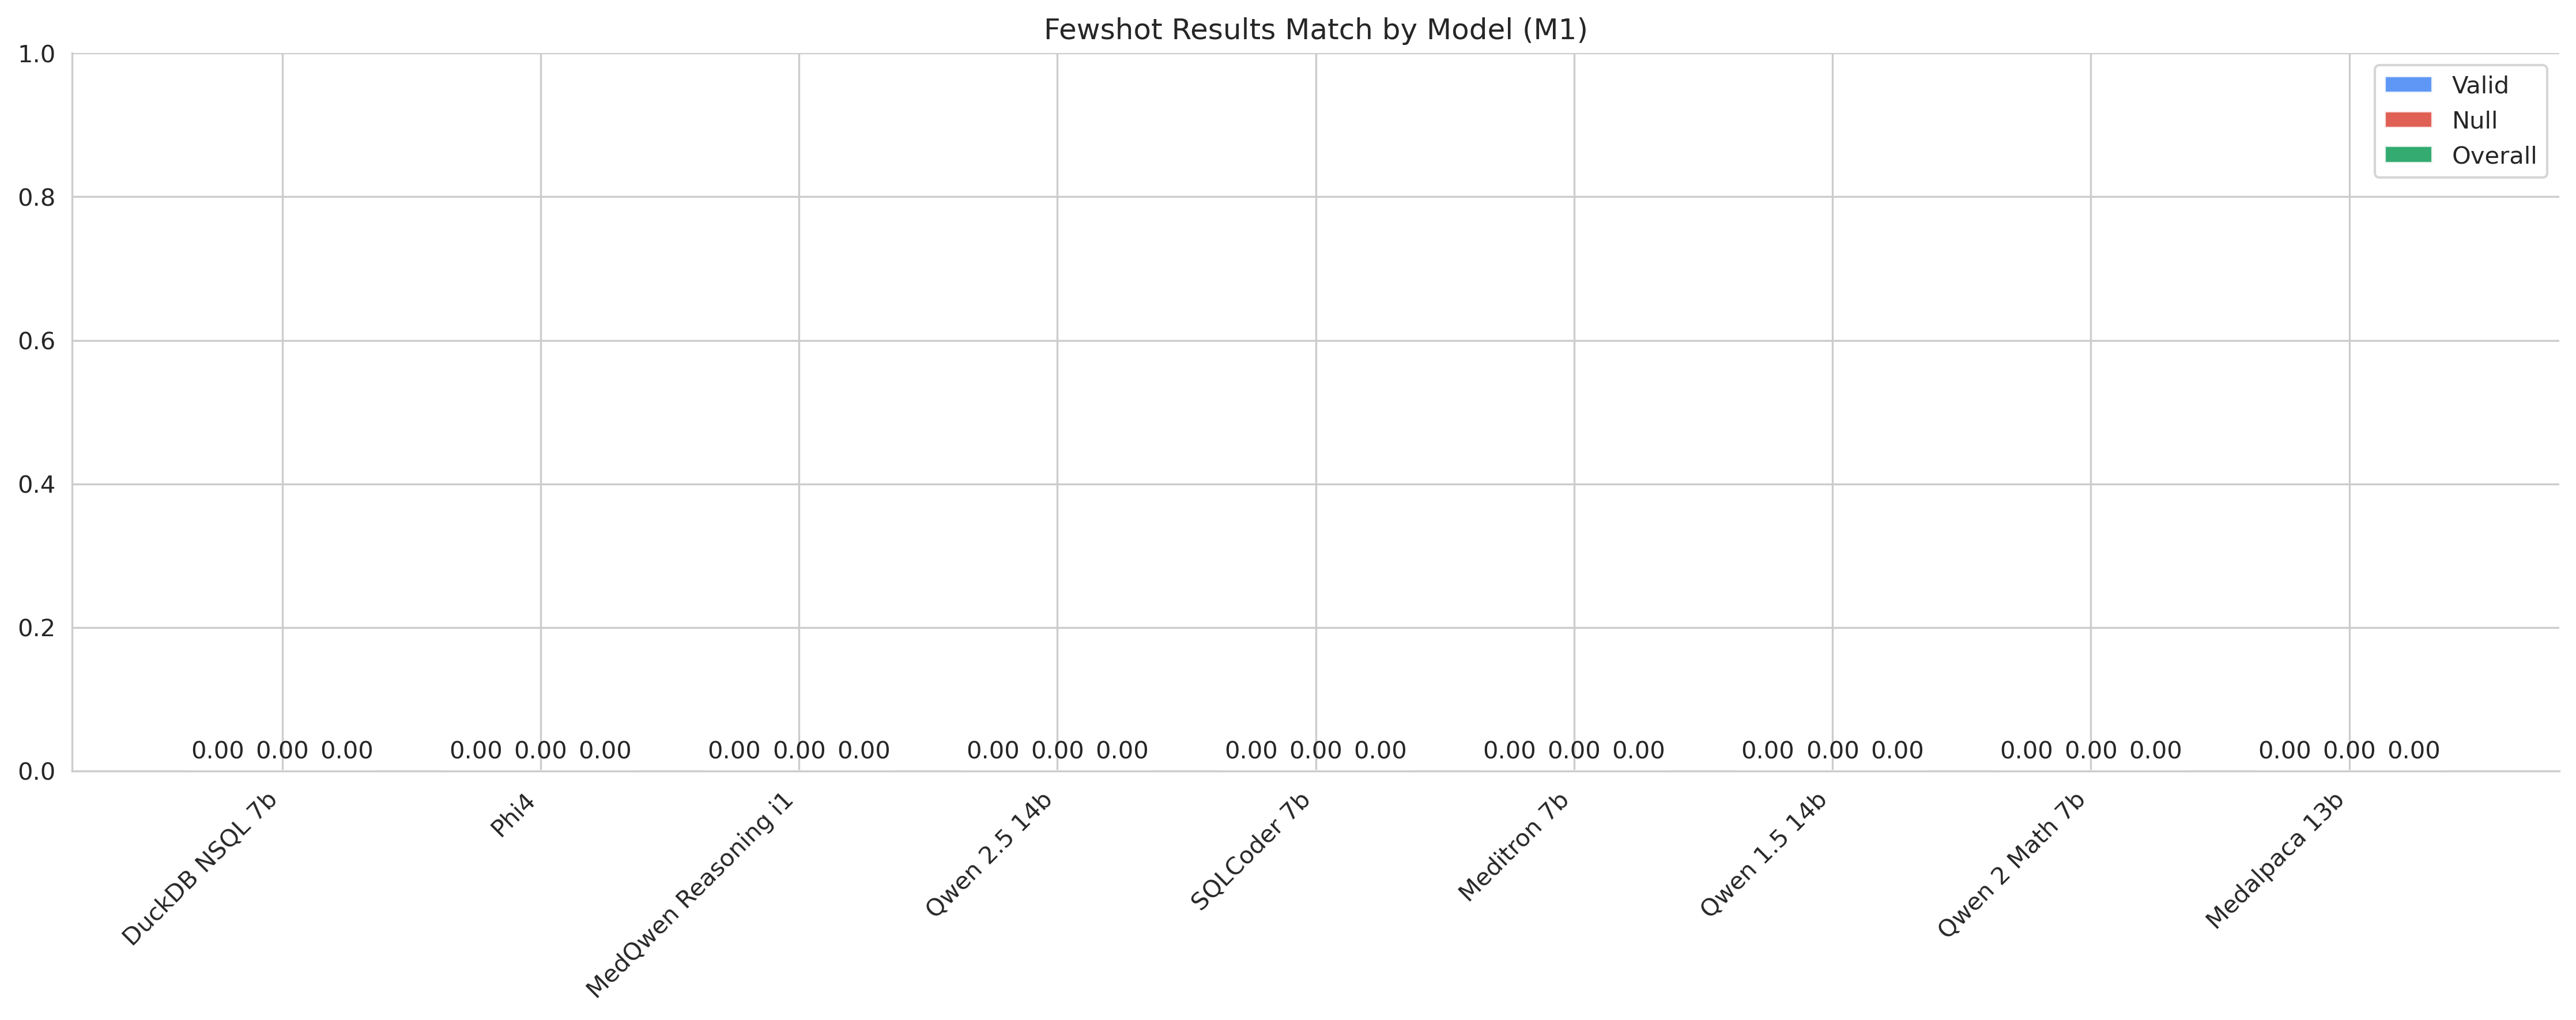 Fewshot Results Match by Model (M1)
1.0
0.8
0.6
0.4
0.2
0.0
Valid
Null
Overall
0.00 0.00 0.00 0.00 0.00 0.00 0.00 0.00 0.00 0.00 0.00 0.00 0.00 0.00 0.00 0.00 0.00 0.00 0.00 0.00 0.00 0.00 0.00 0.00 0.00 0.00 0.00
DuckDB NSQL 7b
Phi4
MedQwen Reasoning i1
Qwen 2.5 14b
SQLCoder 7b
Meditron 7b
Qwen 1.5 14b
Qwen 2 Math 7b
Medalpaca 13b